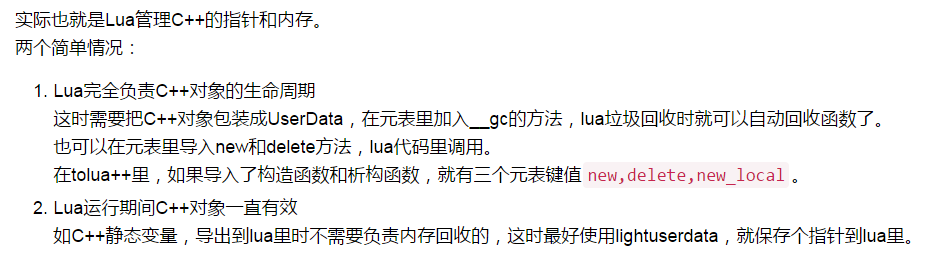 实际也就是Lua管理C++的指针和内存。
两个简单情况：
1. Lua完全负责C++对象的生命周期
这时需要把C++对象包装成UserData，在元表里加入__gc的方法，lua垃圾回收时就可以自动回收函数了。
也可以在元表里导入new和delete方法，lua代码里调用。
在tolua++里，如果导入了构造函数和析构函数，就有三个元表键值new,delete,new_local。
2. Lua运行期间C++对象一直有效
如C++静态变量，导出到lua里时不需要负责内存回收的，这时最好使用lightuserdata，就保存个指针到lua里。